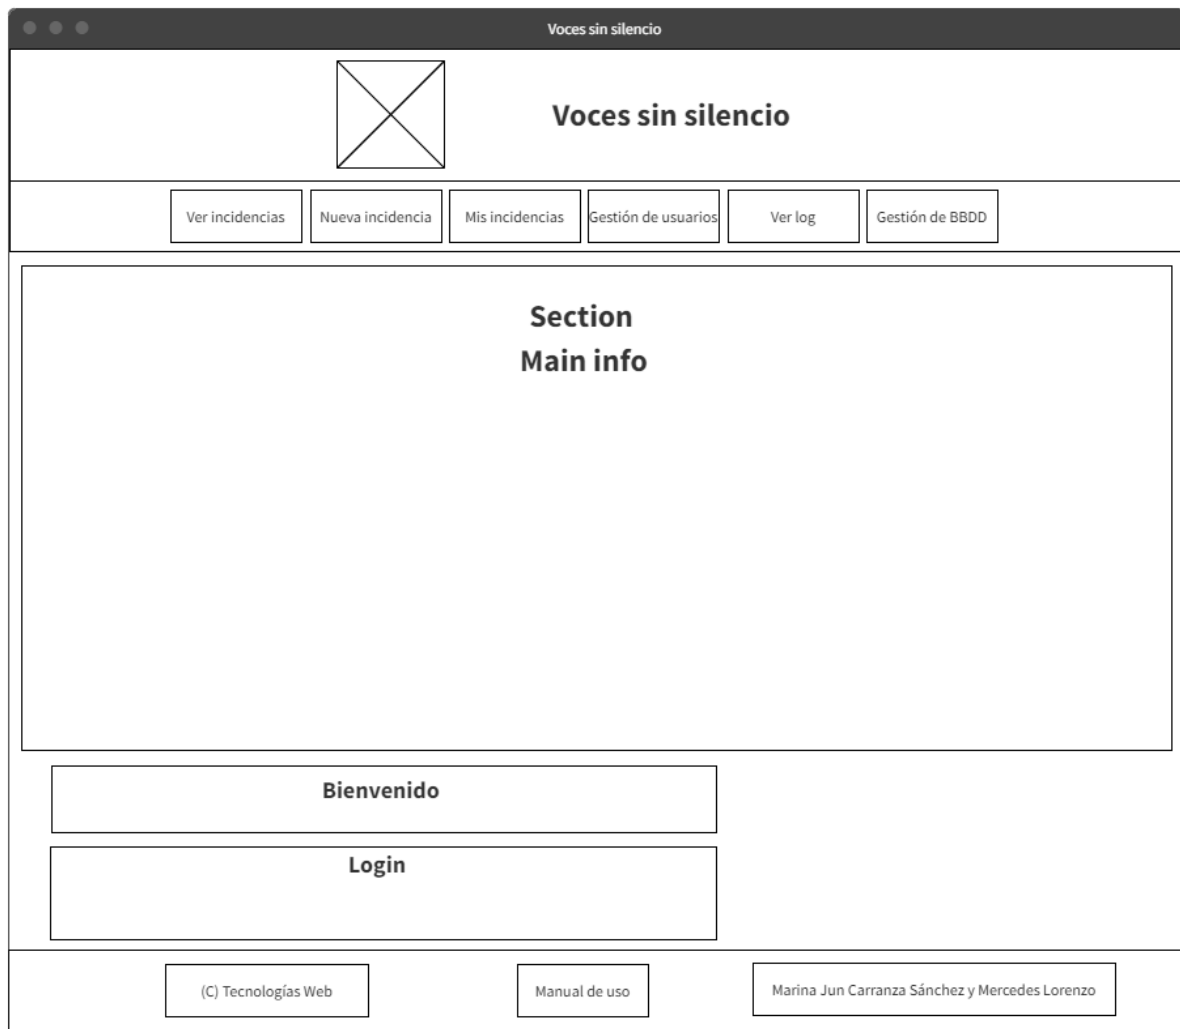 Voces sin silencio
Voces sin silencio
Ver incidencias
Nueva incidencia
Mis incidencias
Gestión de usuarios
Ver log
Gestión de BBDD
Section
Main info
Bienvenido
Login
(C) Tecnologías Web
Manual de uso
Marina Jun Carranza Sánchez y Mercedes Lorenzo